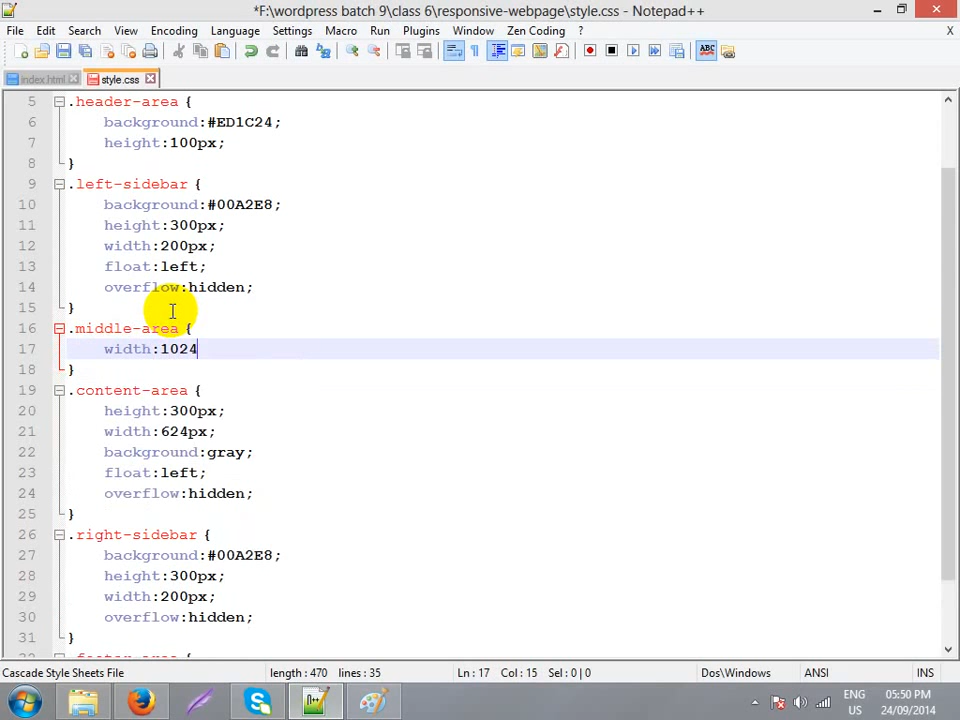 *F:\wordpress batch 9\class 6\responsive-webpage\style.css - Notepad++
File Edit Search View Encoding Language Settings Macro Run Plugins Window Zen Coding ? X
index.html style.css
5 .header-area {
6 background:#ED1C24;
7 height:100px;
8 }
9 .left-sidebar {
10 background:#00A2E8;
11 height:300px;
12 width:200px;
13 float:left;
14 overflow:hidden;
15 }
16 .middle-area {
17 width:1024
18 }
19 .content-area {
20 height:300px;
21 width:624px;
22 background:gray;
23 float:left;
24 overflow:hidden;
25 }
26 .right-sidebar {
27 background:#00A2E8;
28 height:300px;
29 width:200px;
30 overflow:hidden;
31 }
32 .footer-area {
Cascade Style Sheets File length : 470 lines : 35 Ln : 17 Col : 15 Sel : 0 | 0 Dos\Windows ANSI INS
ENG 05:50 PM
US 24/09/2014